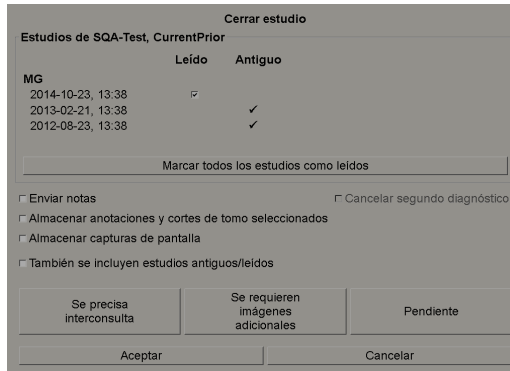 Cerrar estudio
Estudios de SQA-Test, CurrentPrior
Leído Antiguo
MG
2014-10-23, 13:38
2013-02-21, 13:38
2012-08-23, 13:38
Marcar todos los estudios como leídos
Enviar notas Cancelar segundo diagnóstico
Almacenar anotaciones y cortes de tomo seleccionados
Almacenar capturas de pantalla
También se incluyen estudios antiguos/leidos
Se precisa
interconsulta
Se requieren
imágenes
adicionales
Pendiente
Aceptar Cancelar